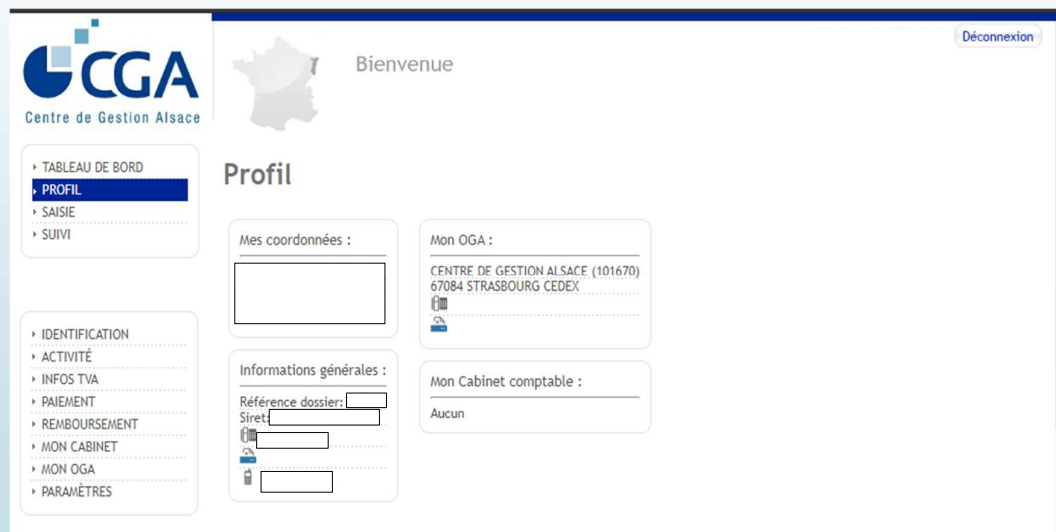 Déconnexion
CGA
Centre de Gestion Alsace
Bienvenue
TABLEAU DE BORD
PROFIL
SAISIE
SUIVI
IDENTIFICATION
ACTIVITÉ
INFOS TVA
PAIEMENT
REMBOURSEMENT
MON CABINET
MON OGA
PARAMÈTRES
Profil
Mes coordonnées :
Informations générales :
Référence dossier:
Siret:
Mon OGA :
CENTRE DE GESTION ALSACE (101670)
67084 STRASBOURG CEDEX
Mon Cabinet comptable :
Aucun